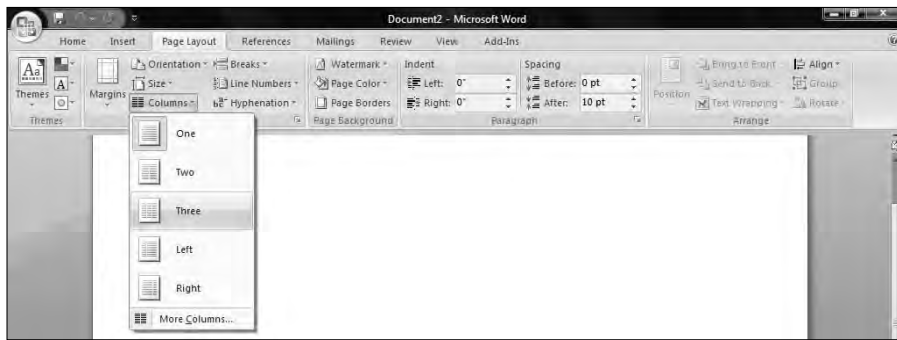 Document2 - Microsoft Word
Home Insert Page Layout References Mailings Review View Add-Ins
Aa Orientation Breaks Watermark Indent Spacing Bring to Front Align
Themes A Margins Size Line Numbers Page Color Left: 0" Before: 0 pt Position Send to Back Group
Columns Hyphenation Page Borders Right: 0" After: 10 pt Text Wrapping Rotate
Themes Page Background Paragraph Arrange
One
Two
Three
Left
Right
More Columns...